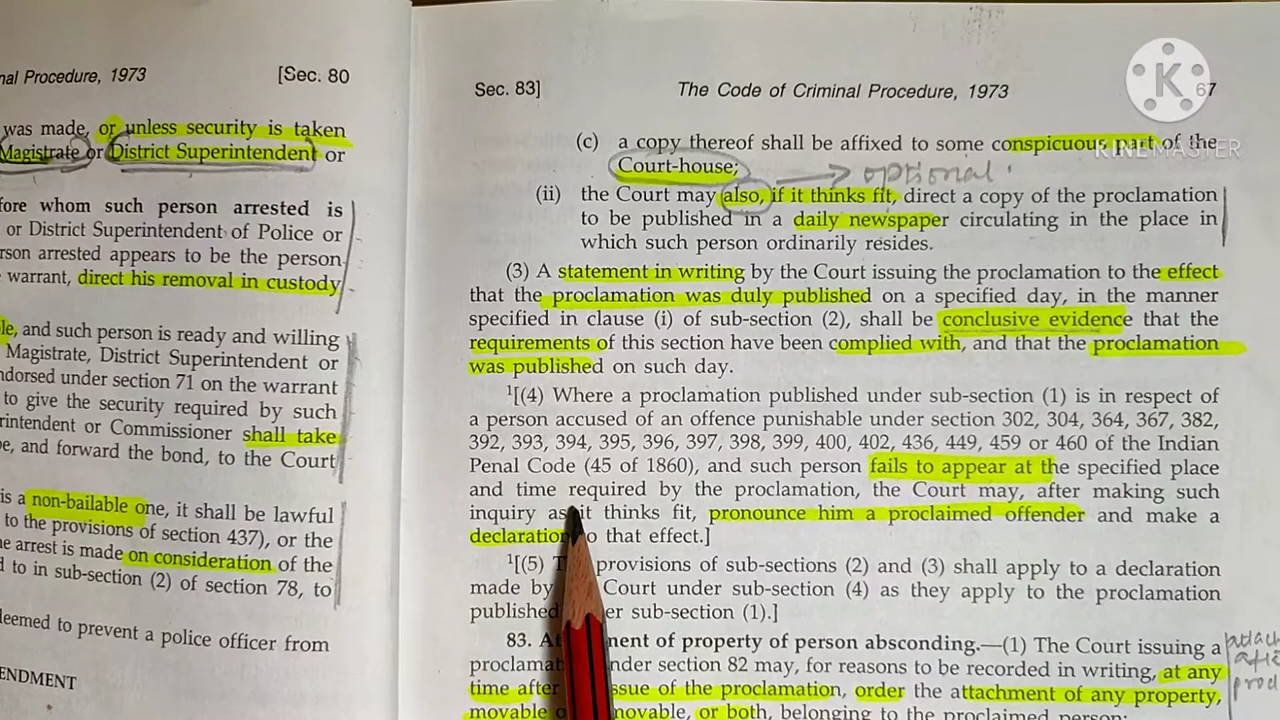 nal Procedure, 1973 [Sec. 80
was made, or unless security is taken
Magistrate or District Superintendent or
fore whom such person arrested is
or District Superintendent of Police or
rson arrested appears to be the person
warrant, direct his removal in custody
le, and such person is ready and willing
Magistrate, District Superintendent or
ndorsed under section 71 on the warrant
to give the security required by such
rintendent or Commissioner shall take
e, and forward the bond, to the Court
is a non-bailable one, it shall be lawful
to the provisions of section 437), or the
e arrest is made on consideration of the
d to in sub-section (2) of section 78, to
deemed to prevent a police officer from
ENDMENT
Sec. 83] The Code of Criminal Procedure, 1973 67
K
KINEMASTER
(c) a copy thereof shall be affixed to some conspicuous part of the
Court-house; optional
(ii) the Court may also, if it thinks fit, direct a copy of the proclamation
to be published in a daily newspaper circulating in the place in
which such person ordinarily resides.
(3) A statement in writing by the Court issuing the proclamation to the effect
that the proclamation was duly published on a specified day, in the manner
specified in clause (i) of sub-section (2), shall be conclusive evidence that the
requirements of this section have been complied with, and that the proclamation
was published on such day.
1[(4) Where a proclamation published under sub-section (1) is in respect of
a person accused of an offence punishable under section 302, 304, 364, 367, 382,
392, 393, 394, 395, 396, 397, 398, 399, 400, 402, 436, 449, 459 or 460 of the Indian
Penal Code (45 of 1860), and such person fails to appear at the specified place
and time required by the proclamation, the Court may, after making such
inquiry as it thinks fit, pronounce him a proclaimed offender and make a
declaration o that effect.]
1[(5) T provisions of sub-sections (2) and (3) shall apply to a declaration
made by Court under sub-section (4) as they apply to the proclamation
published er sub-section (1).]
83. At ment of property of person absconding.—(1) The Court issuing a
proclamat nder section 82 may, for reasons to be recorded in writing, at any
time after ssue of the proclamation, order the attachment of any property,
movable o movable, or both, belonging to the proclaimed person:
attach